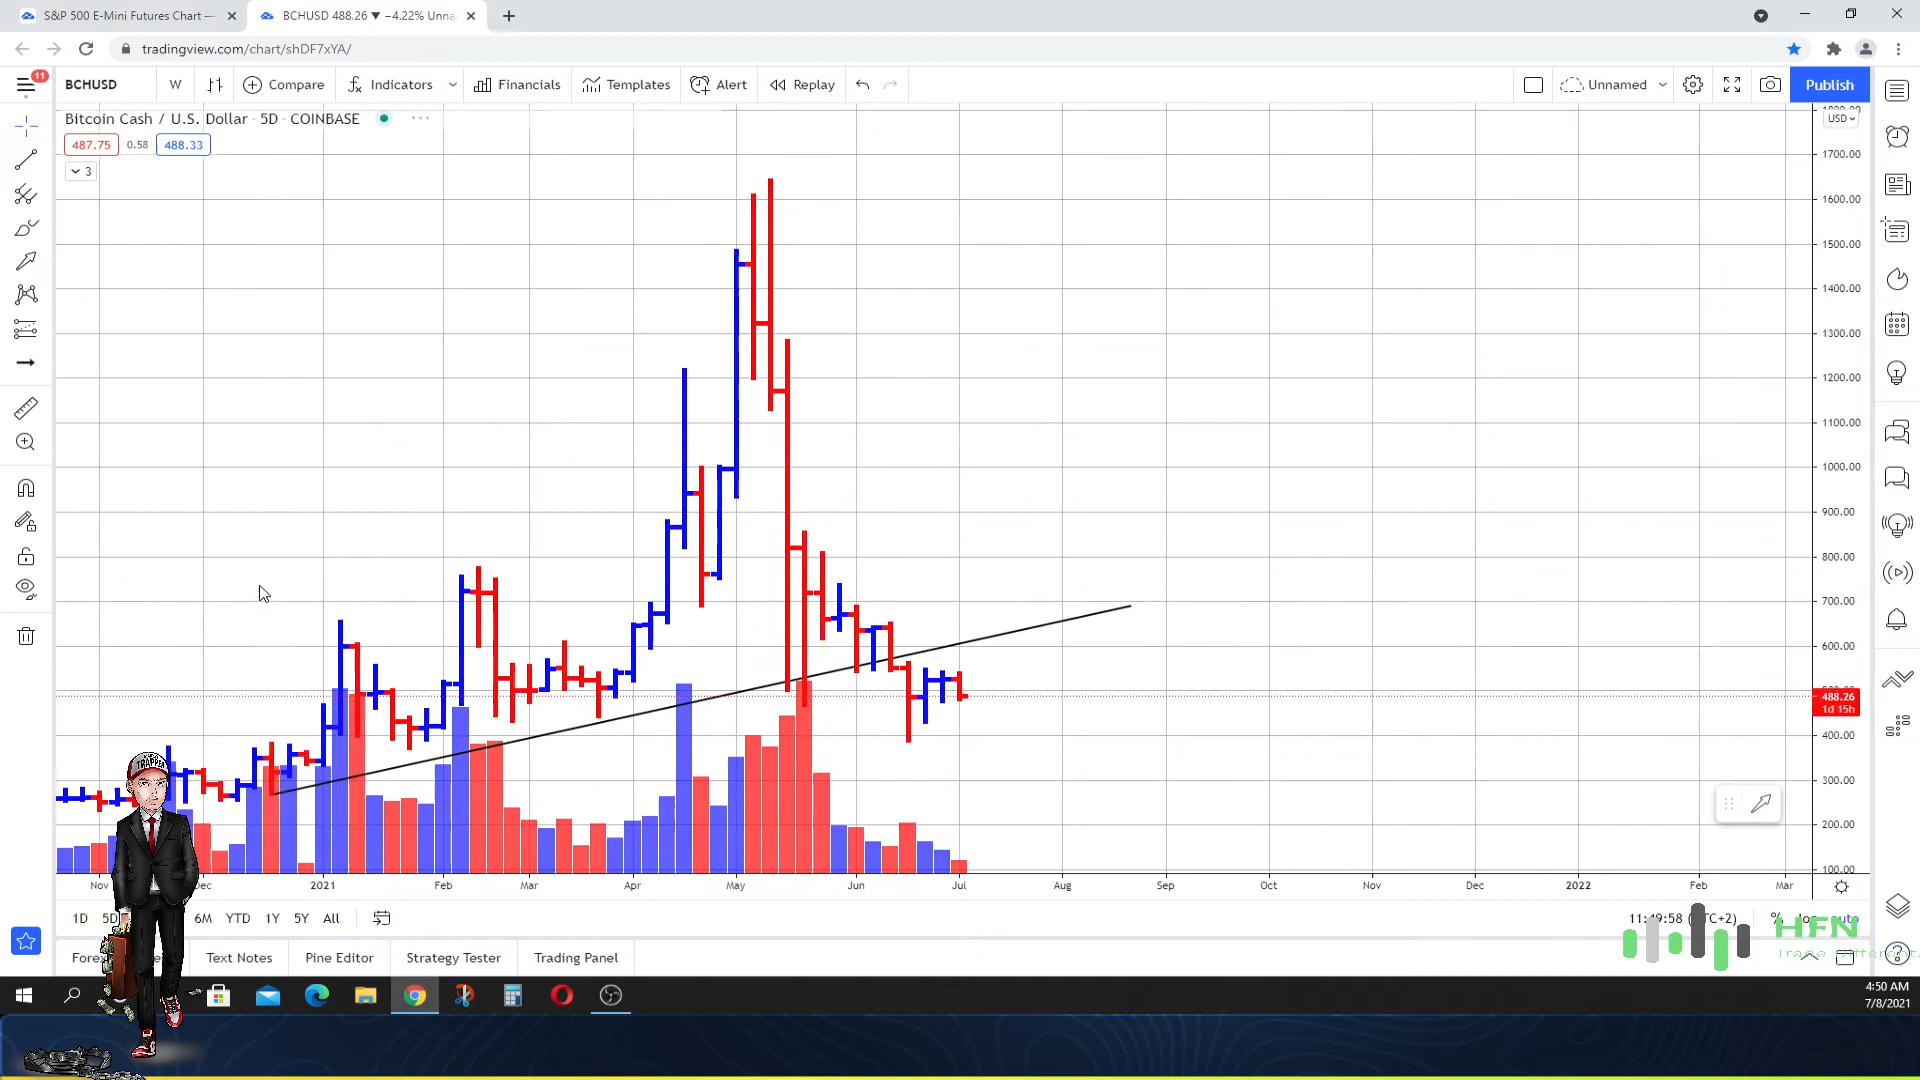 S&P 500 E-Mini Futures Chart —
BCHUSD 488.26 ▼ −4.22% Unna
tradingview.com/chart/shDF7xYA/
11
BCHUSD
W
Compare
Indicators
Financials
Templates
Alert
Replay
Unnamed
Publish
Bitcoin Cash / U.S. Dollar · 5D · COINBASE
USD
487.75
0.58
488.33
3
1700.00
1600.00
1500.00
1400.00
1300.00
1200.00
1100.00
1000.00
900.00
800.00
700.00
600.00
488.26
1d 15h
400.00
300.00
200.00
100.00
TRAPPER
Nov
Dec
2021
Feb
Mar
Apr
May
Jun
Jul
Aug
Sep
Oct
Nov
Dec
2022
Feb
Mar
1D
5D
6M
YTD
1Y
5Y
All
%
HFN
Trade Different.
Text Notes
Pine Editor
Strategy Tester
Trading Panel
4:50 AM
7/8/2021